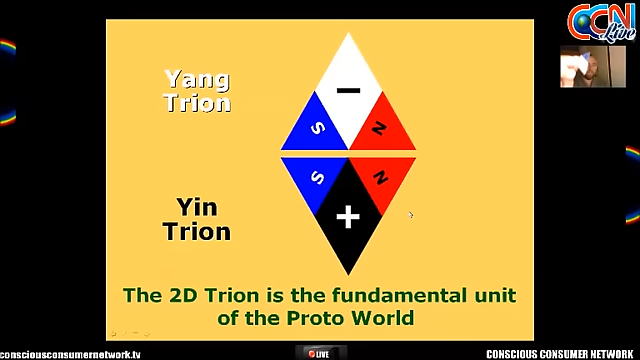 CCN
Live
Yang
Trion
−
S
N
S
N
Yin
Trion
+
The 2D Trion is the fundamental unit
of the Proto World
consciousconsumernetwork.tv
LIVE
CONSCIOUS CONSUMER NETWORK